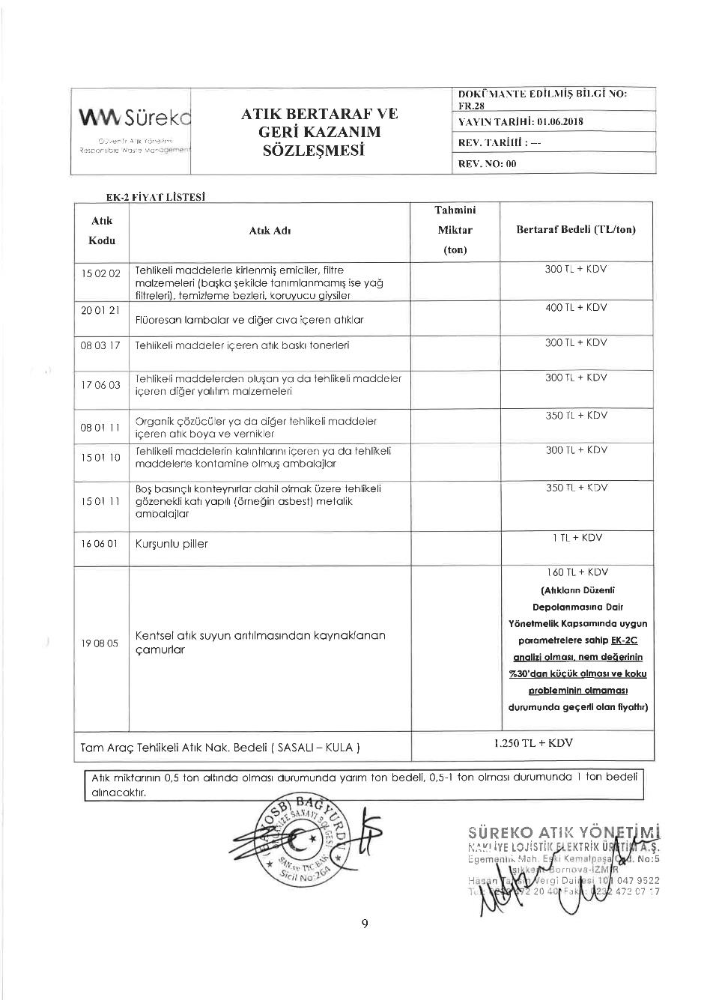 WM Süreko
Güvenilir Atık Yönetimi
Responsible Waste Management
ATIK BERTARAF VE
GERİ KAZANIM
SÖZLEŞMESİ
DOKÜMANTE EDİLMİŞ BİLGİ NO:
FR.28
YAYIN TARİHİ: 01.06.2018
REV. TARİHİ : ---
REV. NO: 00
EK-2 FİYAT LİSTESİ
Atık
Kodu
Atık Adı
Tahmini
Miktar
(ton)
Bertaraf Bedeli (TL/ton)
15 02 02
Tehlikeli maddelerle kirlenmiş emiciler, filtre
malzemeleri (başka şekilde tanımlanmamış ise yağ
filtreleri), temizleme bezleri, koruyucu giysiler
300 TL + KDV
20 01 21
Flüoresan lambalar ve diğer cıva içeren atıklar
400 TL + KDV
08 03 17
Tehlikeli maddeler içeren atık baskı tonerleri
300 TL + KDV
17 06 03
Tehlikeli maddelerden oluşan ya da tehlikeli maddeler
içeren diğer yalıtım malzemeleri
300 TL + KDV
08 01 11
Organik çözücüler ya da diğer tehlikeli maddeler
içeren atık boya ve vernikler
350 TL + KDV
15 01 10
Tehlikeli maddelerin kalıntılarını içeren ya da tehlikeli
maddelerle kontamine olmuş ambalajlar
300 TL + KDV
15 01 11
Boş basınçlı konteynırlar dahil olmak üzere tehlikeli
gözenekli katı yapılı (örneğin asbest) metalik
ambalajlar
350 TL + KDV
16 06 01
Kurşunlu piller
1 TL + KDV
19 08 05
Kentsel atık suyun arıtılmasından kaynaklanan
çamurlar
160 TL + KDV
(Atıkların Düzenli
Depolanmasına Dair
Yönetmelik Kapsamında uygun
parametrelere sahip EK-2C
analizi olması, nem değerinin
%30'dan küçük olması ve koku
probleminin olmaması
durumunda geçerli olan fiyattır)
Tam Araç Tehlikeli Atık Nak. Bedeli ( SASALI – KULA )
1.250 TL + KDV
Atık miktarının 0,5 ton altında olması durumunda yarım ton bedeli, 0,5-1 ton olması durumunda 1 ton bedeli
alınacaktır.
BAĞYURDU
ORGANİZE SANAYİ BÖLGESİ
SAN. ve TİC. BAK.
Sicil No:264
SÜREKO ATIK YÖNETİMİ
NAKLİYE LOJİSTİK ELEKTRİK ÜRETİM A.Ş.
Egemenlik Mah. Eski Kemalpaşa Cad. No:5
Işıkkent Bornova-İZMİR
Hasan Tahsin Vergi Dairesi 101 047 9522
Tel: 0232 472 20 40 Faks: 0232 472 07 17
9